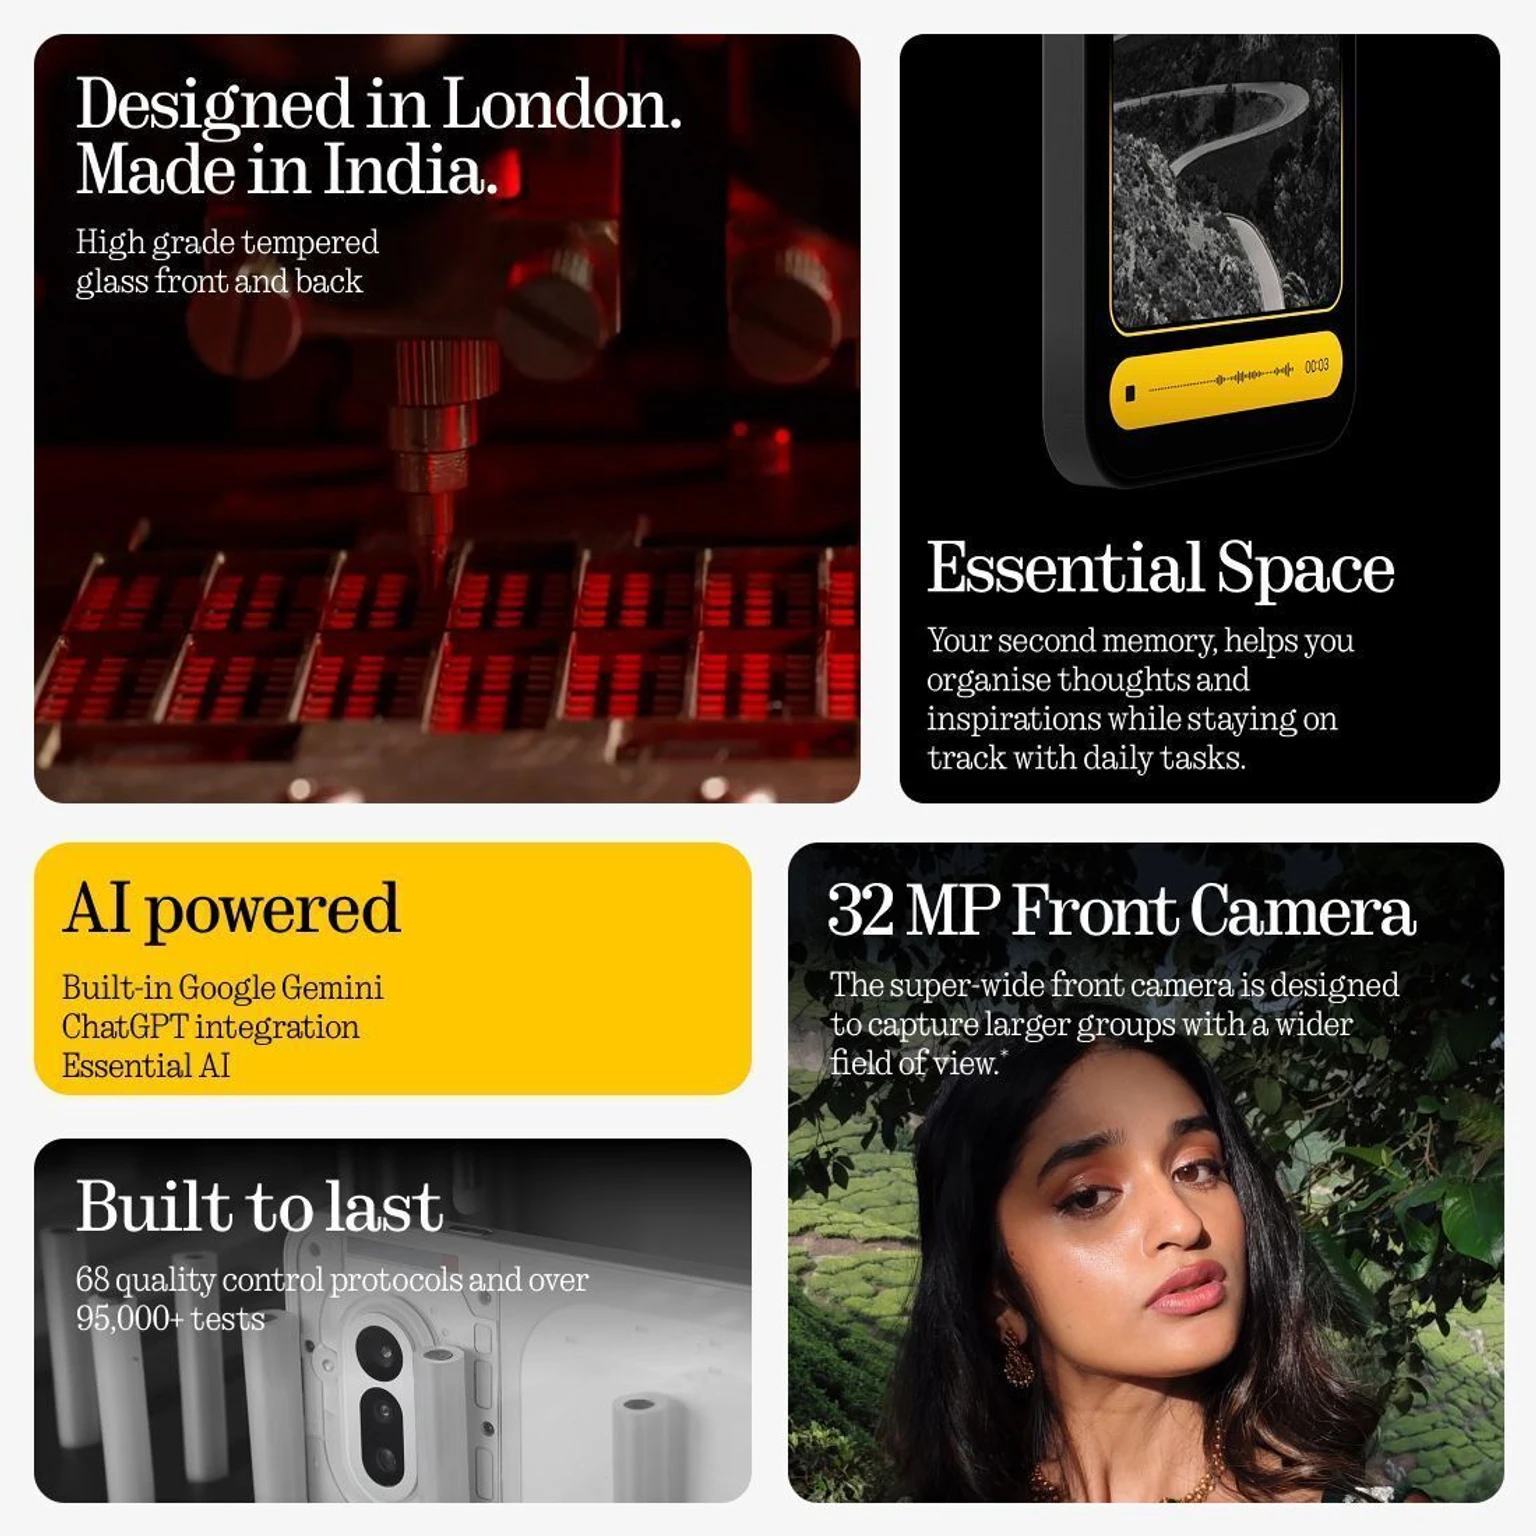 Designed in London.
Made in India.
High grade tempered
glass front and back
00:03
Essential Space
Your second memory, helps you
organise thoughts and
inspirations while staying on
track with daily tasks.
AI powered
Built-in Google Gemini
ChatGPT integration
Essential AI
32 MP Front Camera
The super-wide front camera is designed
to capture larger groups with a wider
field of view.*
Built to last
68 quality control protocols and over
95,000+ tests